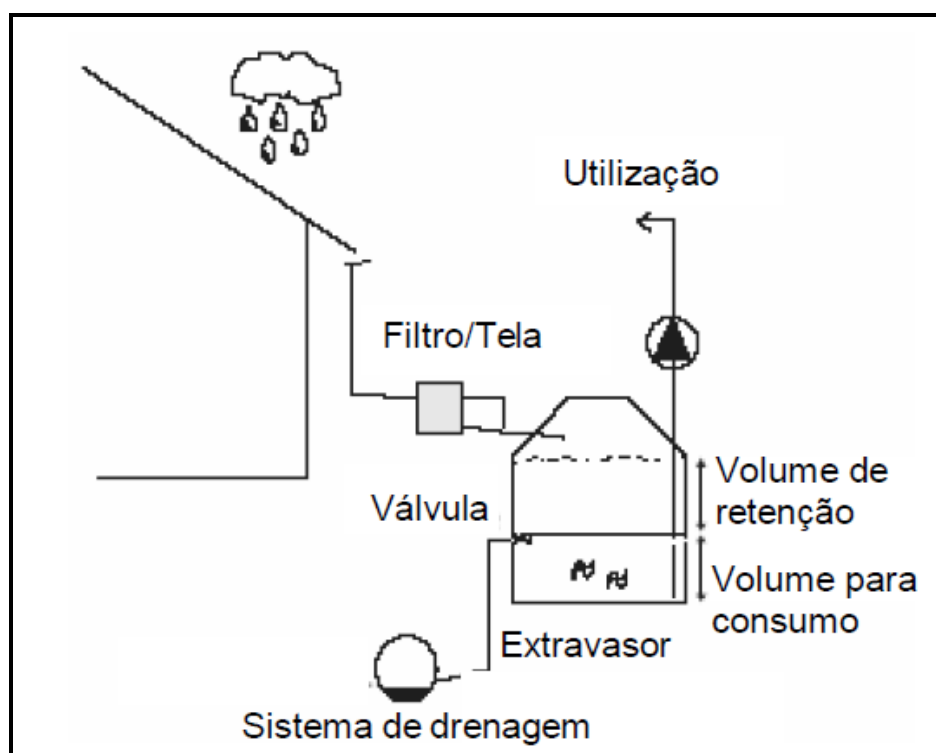 Utilização
Filtro/Tela
Volume de
retenção
Válvula
Volume para
consumo
Extravasor
Sistema de drenagem